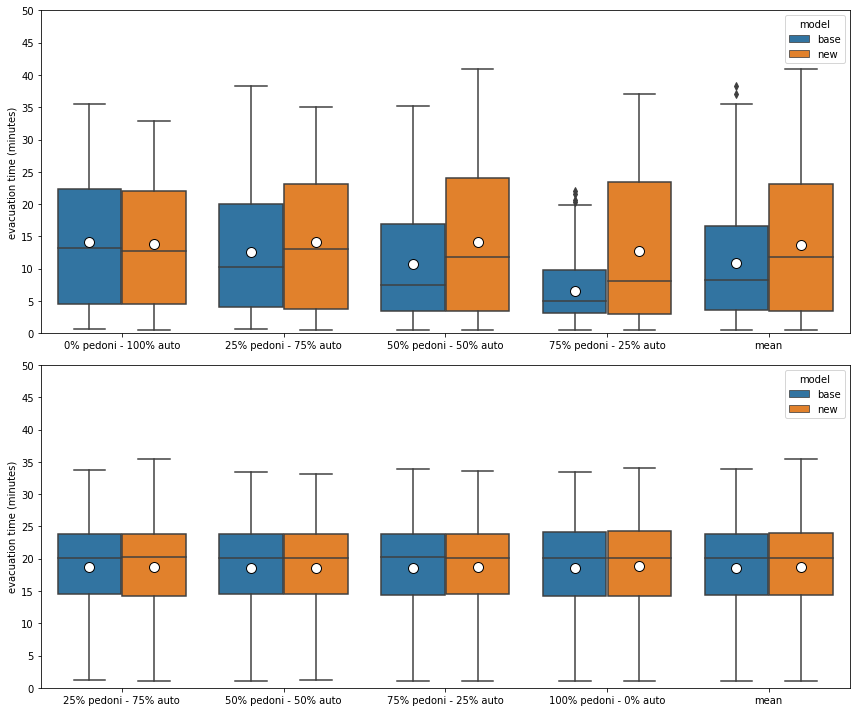 50
45
40
35
30
25
20
15
10
5
0
evacuation time (minutes)
model
base
new
0% pedoni - 100% auto
25% pedoni - 75% auto
50% pedoni - 50% auto
75% pedoni - 25% auto
mean
50
45
40
35
30
25
20
15
10
5
0
evacuation time (minutes)
model
base
new
25% pedoni - 75% auto
50% pedoni - 50% auto
75% pedoni - 25% auto
100% pedoni - 0% auto
mean